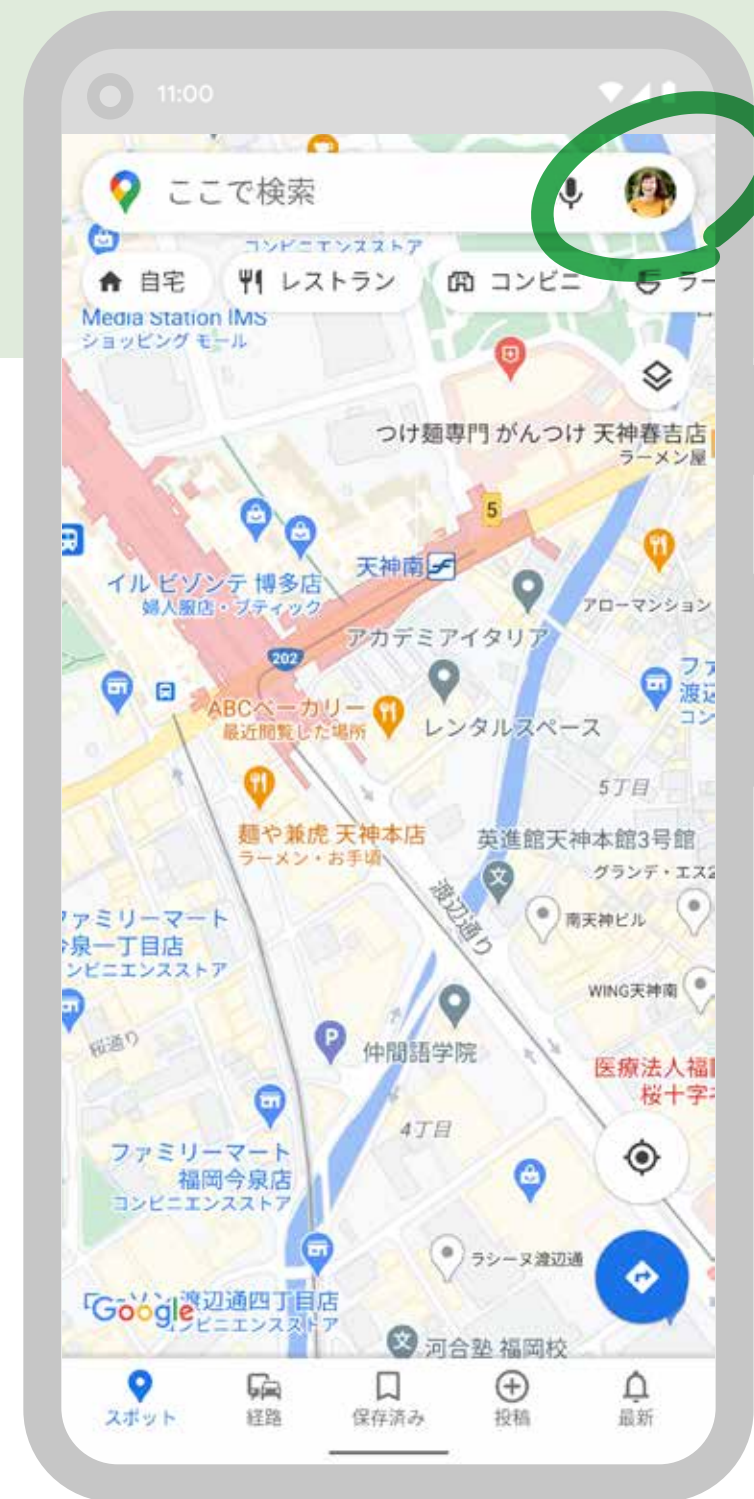 11:00
ここで検索
コンビニエンスストア
自宅
レストラン
コンビニ
ラー
Media Station IMS
ショッピング モール
つけ麺専門 がんつけ 天神春吉店
ラーメン屋
5
天神南
イル ビゾンテ 博多店
婦人服店・ブティック
アローマンション
アカデミアイタリア
202
ファ
渡辺
コン
ABCベーカリー
最近閲覧した場所
レンタルスペース
5丁目
麺や兼虎 天神本店
ラーメン・お手頃
英進館天神本館3号館
グランデ・エス2
渡辺通り
南天神ビル
ファミリーマート
今泉一丁目店
コンビニエンスストア
WING天神南
桜通り
P
仲間語学院
医療法人福
桜十字
4丁目
ファミリーマート
福岡今泉店
コンビニエンスストア
ラシーヌ渡辺通
渡辺通四丁目店
コンビニエンスストア
Google
文
河合塾 福岡校
スポット
経路
保存済み
投稿
最新